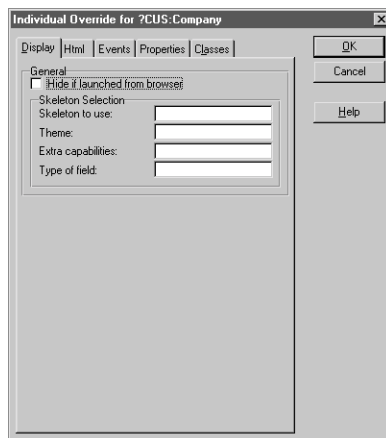 Individual Override for ?CUS:Company
Display Html Events Properties Classes
OK
Cancel
Help
General
Hide if launched from browser
Skeleton Selection
Skeleton to use:
Theme:
Extra capabilities:
Type of field: